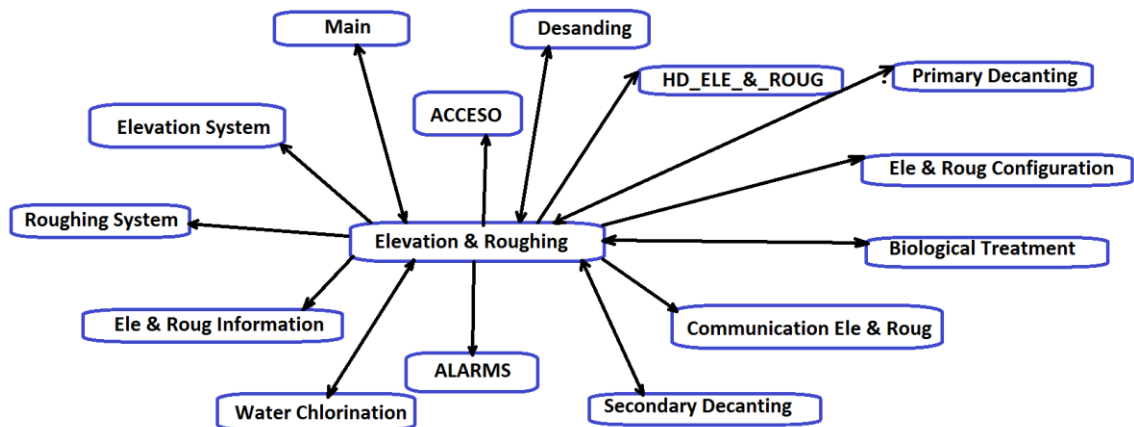 Main
Desanding
HD_ELE_&_ROUG
Primary Decanting
ACCESO
Elevation System
Ele & Roug Configuration
Roughing System
Elevation & Roughing
Biological Treatment
Ele & Roug Information
Communication Ele & Roug
ALARMS
Water Chlorination
Secondary Decanting